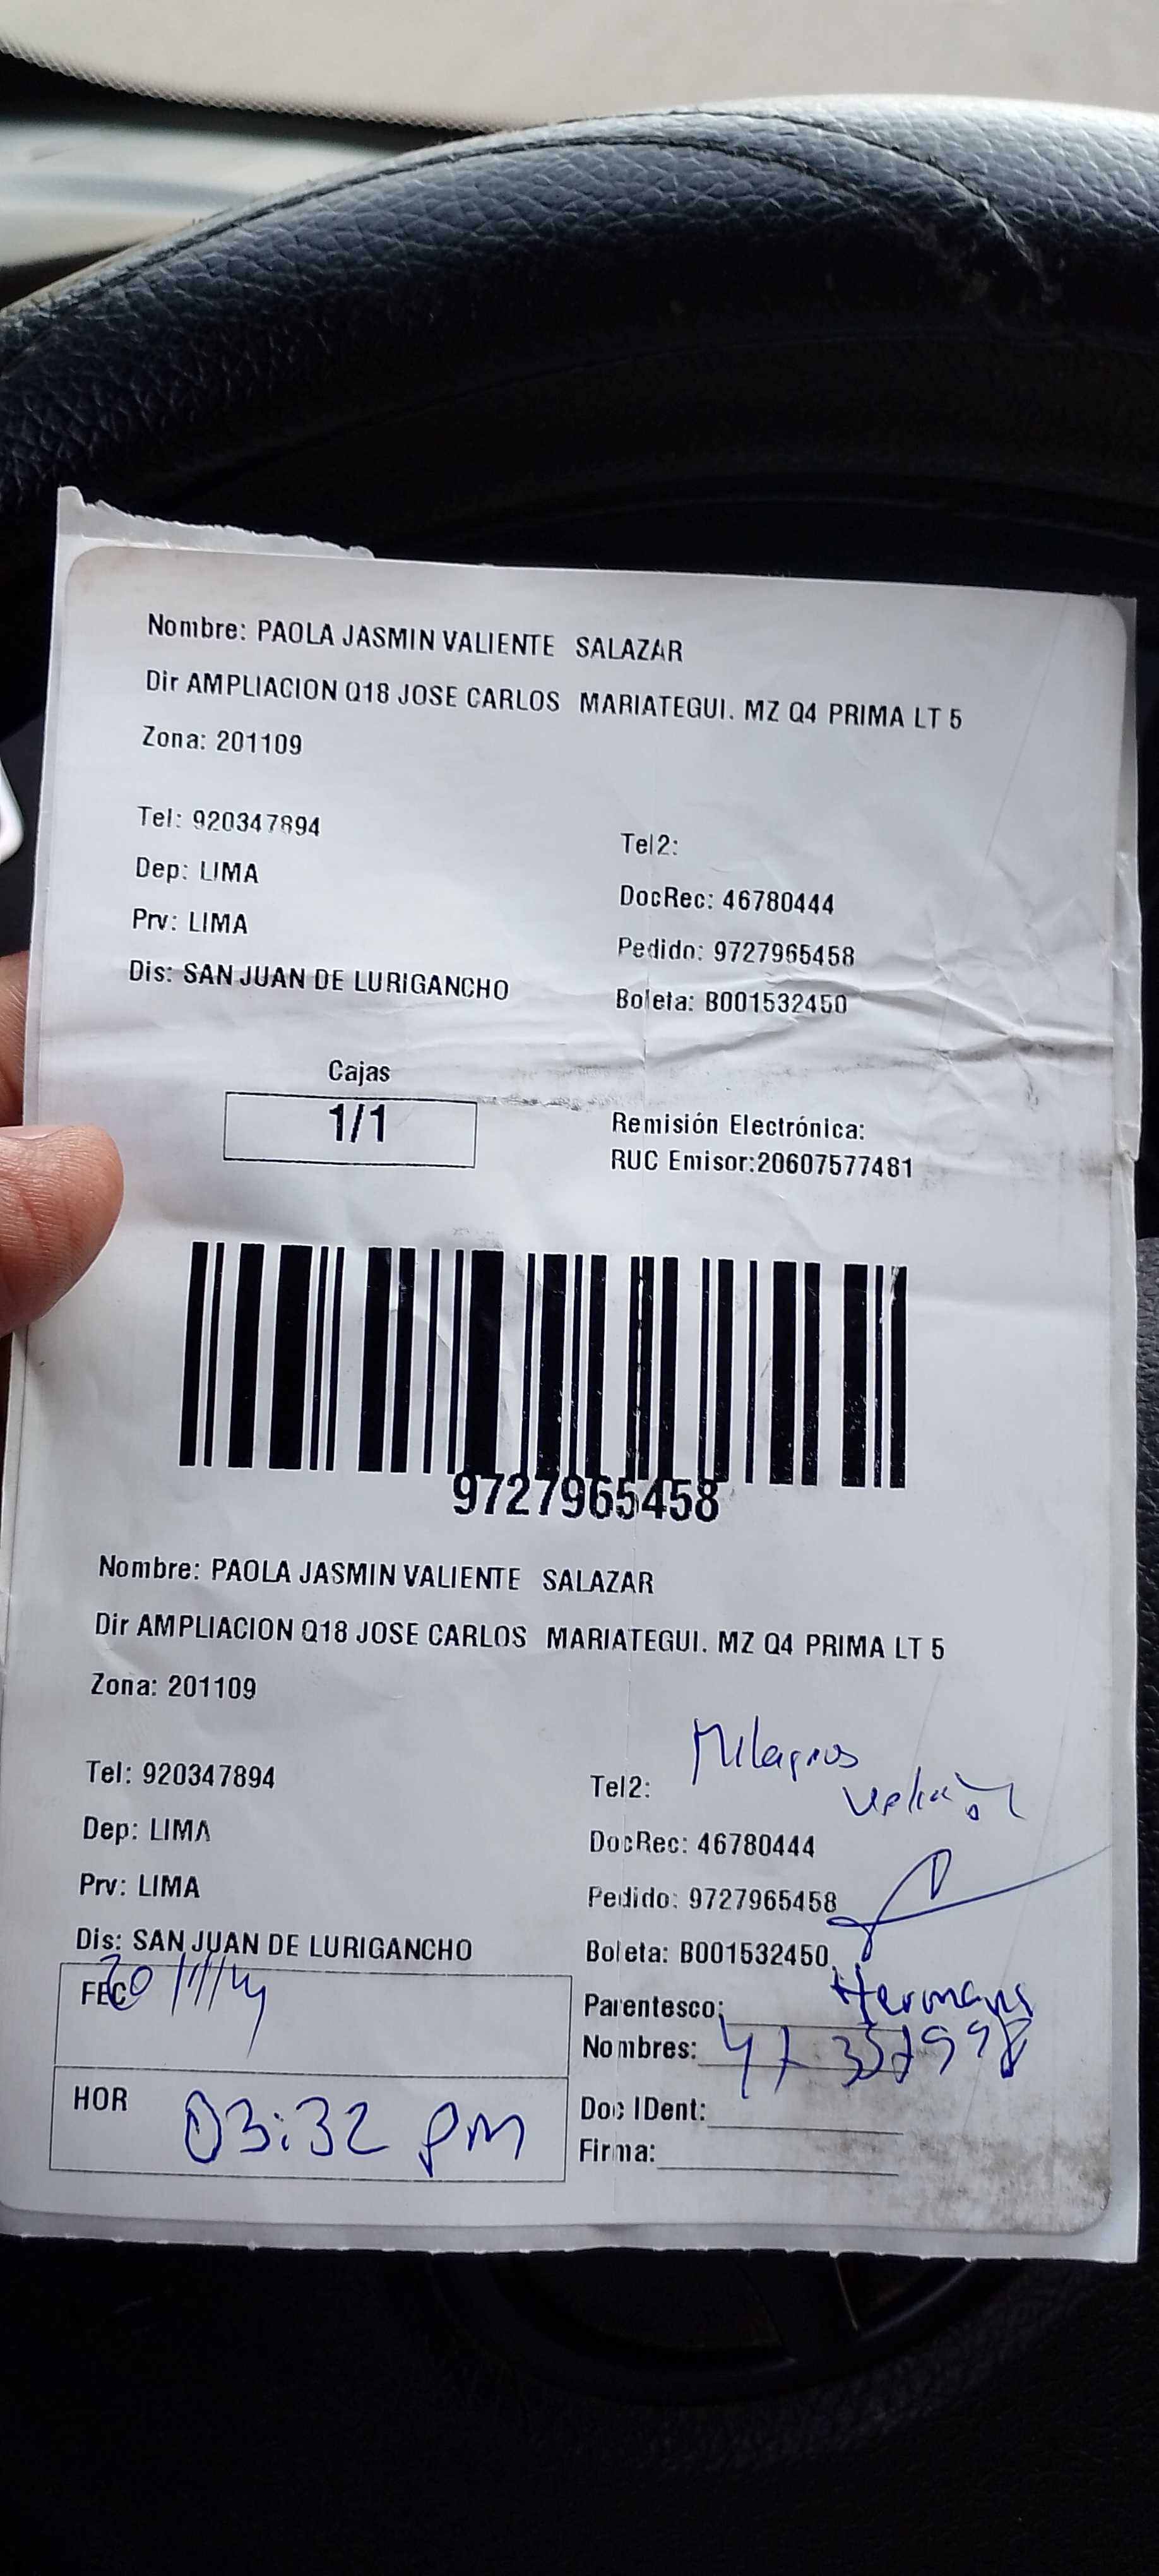 Nombre: PAOLA JASMIN VALIENTE SALAZAR
Dir AMPLIACION Q18 JOSE CARLOS MARIATEGUI. MZ Q4 PRIMA LT 5
Zona: 201109
Tel: 920347894
Tel2:
Dep: LIMA
DocRec: 46780444
Prv: LIMA
Pedido: 9727965458
Dis: SAN JUAN DE LURIGANCHO
Boleta: B001532450
Cajas
1/1
Remisión Electrónica:
RUC Emisor:20607577481
9727965458
Nombre: PAOLA JASMIN VALIENTE SALAZAR
Dir AMPLIACION Q18 JOSE CARLOS MARIATEGUI. MZ Q4 PRIMA LT 5
Zona: 201109
Milagros
Tel: 920347894
Tel2:
Dep: LIMA
DocRec: 46780444
Prv: LIMA
Pedido: 9727965458
Dis: SAN JUAN DE LURIGANCHO
Boleta: B001532450
FEC
Parentesco: Hermana
Nombres:
HOR 03:32 pm
Doc IDent:
Firma: